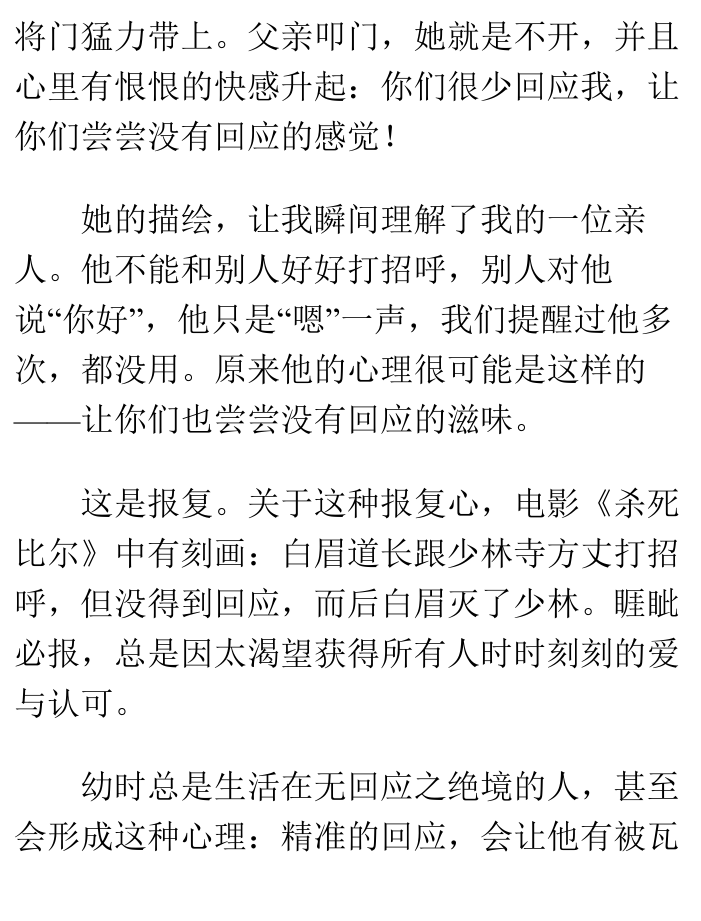 将门猛力带上。父亲叩门，她就是不开，并且
心里有恨恨的快感升起：你们很少回应我，让
你们尝尝没有回应的感觉！
她的描绘，让我瞬间理解了我的一位亲
人。他不能和别人好好打招呼，别人对他
说“你好”，他只是“嗯”一声，我们提醒过他多
次，都没用。原来他的心理很可能是这样的
——让你们也尝尝没有回应的滋味。
这是报复。关于这种报复心，电影《杀死
比尔》中有刻画：白眉道长跟少林寺方丈打招
呼，但没得到回应，而后白眉灭了少林。睚眦
必报，总是因太渴望获得所有人时时刻刻的爱
与认可。
幼时总是生活在无回应之绝境的人，甚至
会形成这种心理：精准的回应，会让他有被瓦